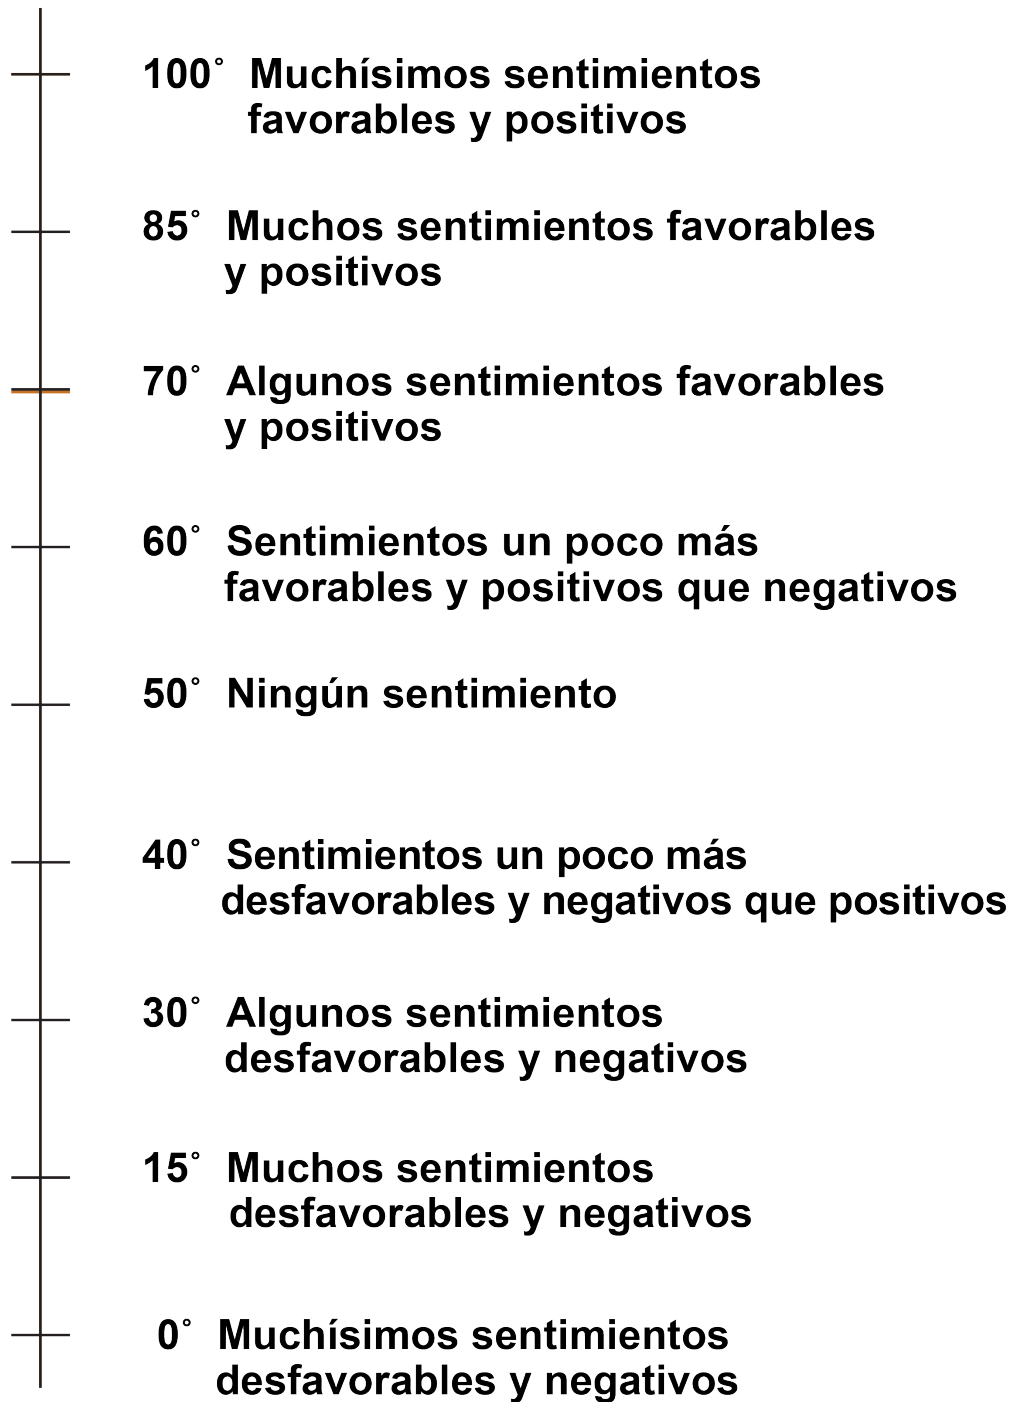 100° Muchísimos sentimientos
favorables y positivos
85° Muchos sentimientos favorables
y positivos
70° Algunos sentimientos favorables
y positivos
60° Sentimientos un poco más
favorables y positivos que negativos
50° Ningún sentimiento
40° Sentimientos un poco más
desfavorables y negativos que positivos
30° Algunos sentimientos
desfavorables y negativos
15° Muchos sentimientos
desfavorables y negativos
0° Muchísimos sentimientos
desfavorables y negativos